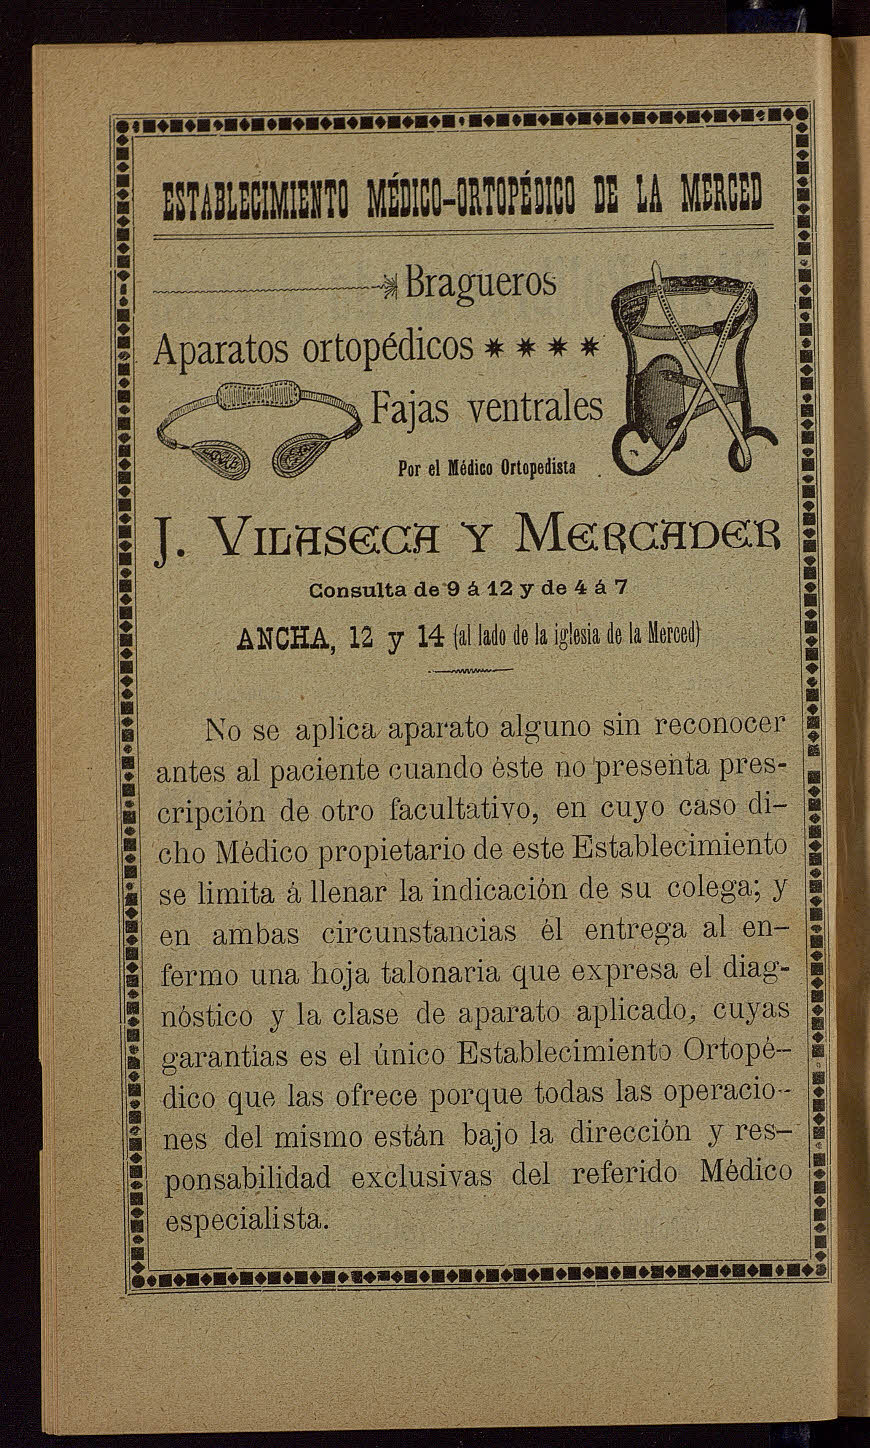 ESTABLECIMIENTO MÉDICO-ORTOPÉDICO DE LA MERCED
Bragueros
Aparatos ortopédicos
Fajas ventrales
Por el Médico Ortopedista
J. VILASECA Y MERCADER
Consulta de 9 á 12 y de 4 á 7
ANCHA, 12 y 14 (al lado de la iglesia de la Merced)
No se aplica aparato alguno sin reconocer
antes al paciente cuando éste no presenta pres-
cripción de otro facultativo, en cuyo caso di-
cho Médico propietario de este Establecimiento
se limita á llenar la indicación de su colega; y
en ambas circunstancias él entrega al en-
fermo una hoja talonaria que expresa el diag-
nóstico y la clase de aparato aplicado, cuyas
garantías es el único Establecimiento Ortopé-
dico que las ofrece porque todas las operacio-
nes del mismo están bajo la dirección y res-
ponsabilidad exclusivas del referido Médico
especialista.